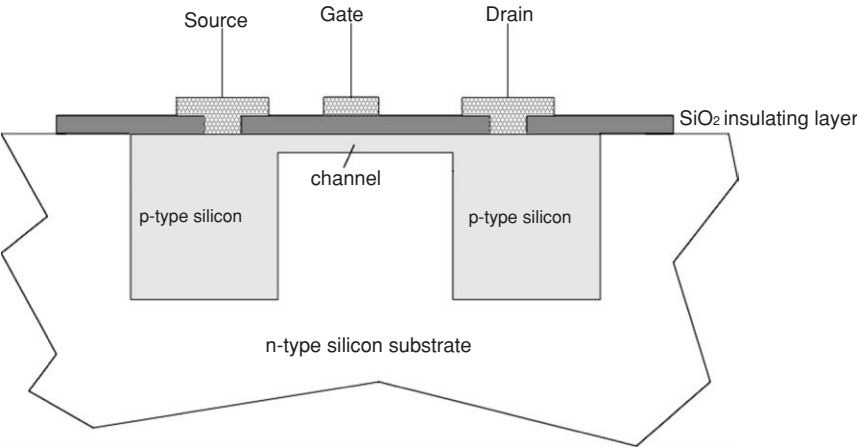 Source
Gate
Drain
SiO₂ insulating layer
channel
p-type silicon
p-type silicon
n-type silicon substrate